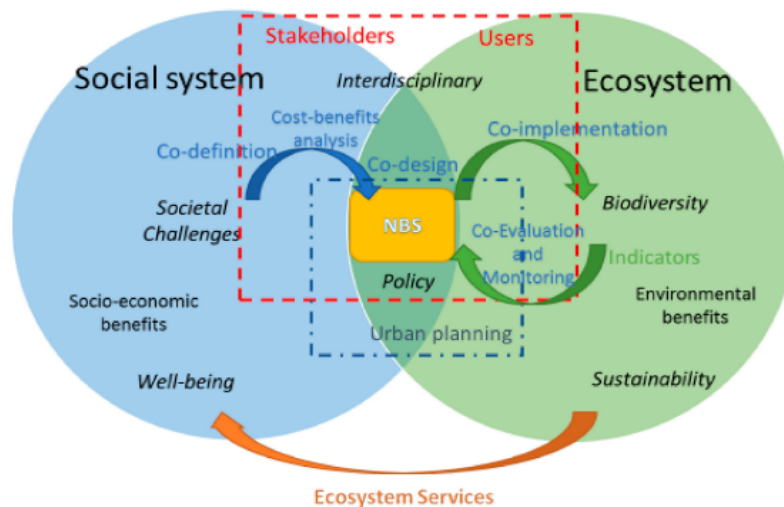 Stakeholders
Users
Social system
Interdisciplinary
Ecosystem
Cost-benefits
analysis
Co-definition
Co-implementation
Co-design
Societal
Challenges
NBS
Biodiversity
Co-Evaluation
and
Monitoring
Indicators
Policy
Socio-economic
benefits
Environmental
benefits
Urban planning
Well-being
Sustainability
Ecosystem Services